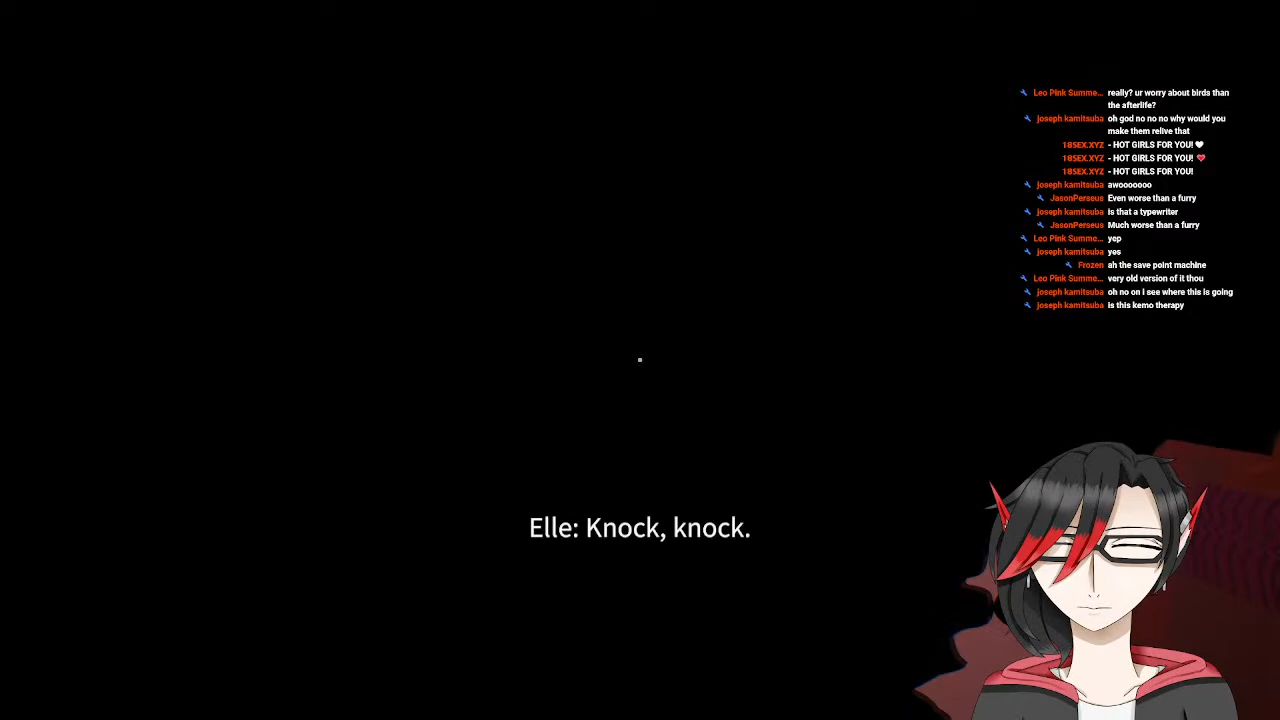 Leo Pink Summe... really? ur worry about birds than
the afterlife?
joseph kamitsuba oh god no no no why would you
make them relive that
18SEX.XYZ - HOT GIRLS FOR YOU!
18SEX.XYZ - HOT GIRLS FOR YOU!
18SEX.XYZ - HOT GIRLS FOR YOU!
joseph kamitsuba awooooooo
JasonPerseus Even worse than a furry
joseph kamitsuba is that a typewriter
JasonPerseus Much worse than a furry
Leo Pink Summe... yep
joseph kamitsuba yes
Frozen ah the save point machine
Leo Pink Summe... very old version of it thou
joseph kamitsuba oh no on i see where this is going
joseph kamitsuba is this kemo therapy
Elle: Knock, knock.